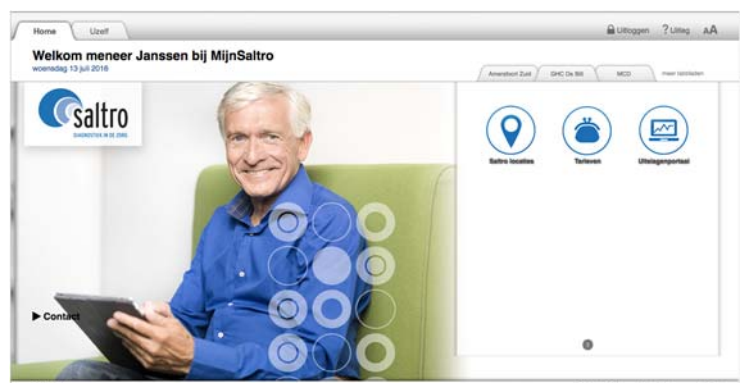 Home
Uzelf
Uitloggen
? Uitleg
AA
Welkom meneer Janssen bij MijnSaltro
woensdag 13 juli 2016
Amersfoort Zuid
GHC De Bilt
MCD
meer tabbladen
saltro
DIAGNOSTIEK IN DE ZORG
Saltro locaties
Tarieven
Uitslagenportaal
▶ Contact